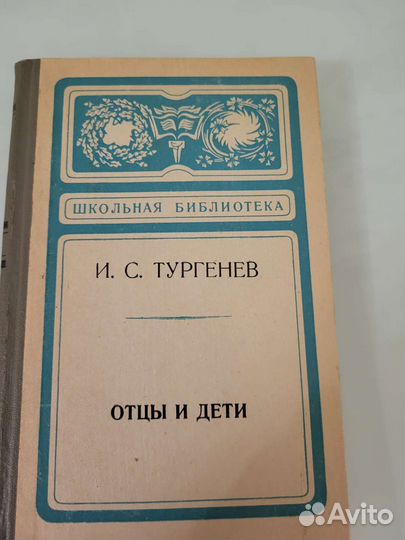 ШКОЛЬНАЯ БИБЛИОТЕКА
И. С. ТУРГЕНЕВ
ОТЦЫ И ДЕТИ
Avito